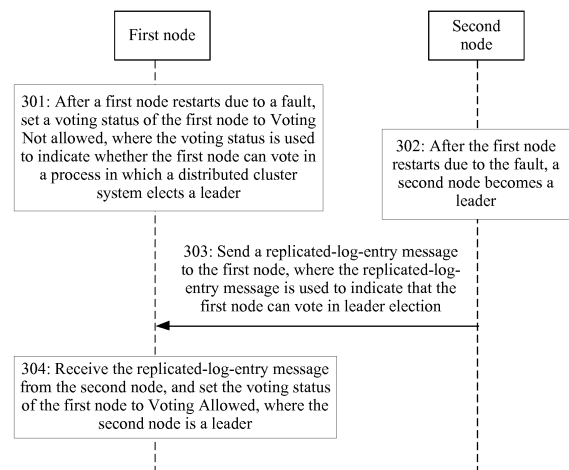 First node
Second
node
301: After a first node restarts due to a fault,
set a voting status of the first node to Voting
Not allowed, where the voting status is used
to indicate whether the first node can vote in
a process in which a distributed cluster
system elects a leader
302: After the first node
restarts due to the fault, a
second node becomes a
leader
303: Send a replicated-log-entry message
to the first node, where the replicated-log-
entry message is used to indicate that the
first node can vote in leader election
304: Receive the replicated-log-entry message
from the second node, and set the voting status
of the first node to Voting Allowed, where the
second node is a leader